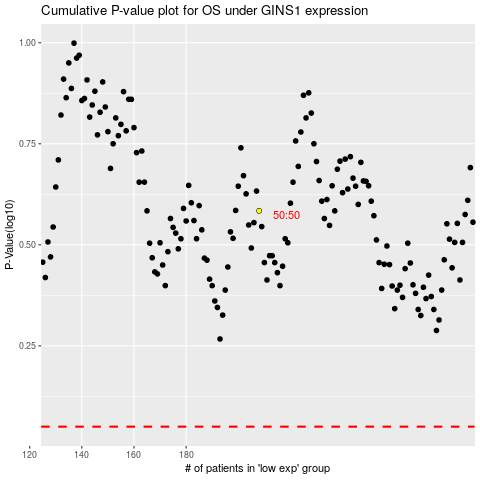 Cumulative P-value plot for OS under GINS1 expression
P-Value(log10)
1.00
0.75
0.50
0.25
50:50
120 140 160 180
# of patients in 'low exp' group